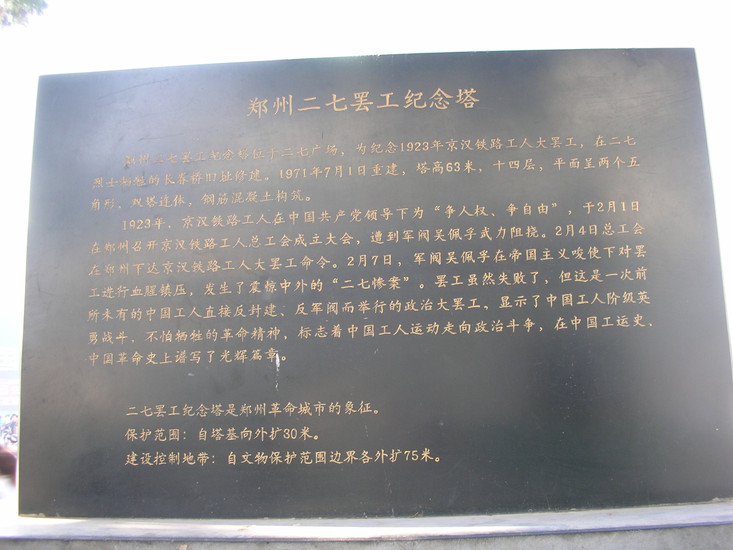 郑州二七罢工纪念塔
郑州二七罢工纪念塔位于二七广场，为纪念1923年京汉铁路工人大罢工，在二七
烈士殉难的长春桥旧址修建。1971年7月1日重建，塔高63米，十四层，平面呈两个五
角形，双塔连体，钢筋混凝土构筑。
1923年，京汉铁路工人在中国共产党领导下为“争人权、争自由”，于2月1日
在郑州召开京汉铁路工人总工会成立大会，遭到军阀吴佩孚武力阻挠。2月4日总工会
在郑州下达京汉铁路工人大罢工命令。2月7日，军阀吴佩孚在帝国主义唆使下对罢
工进行血腥镇压，发生了震惊中外的“二七惨案”。罢工虽然失败了，但这是一次前
所未有的中国工人直接反封建、反军阀而举行的政治大罢工。显示了中国工人阶级英
勇战斗、不怕牺牲的革命精神，标志着中国工人运动走向政治斗争，在中国工运史、
中国革命史上谱写了光辉篇章。
二七罢工纪念塔是郑州革命城市的象征。
保护范围：自塔基向外扩30米。
建设控制地带：自文物保护范围边界各外扩75米。